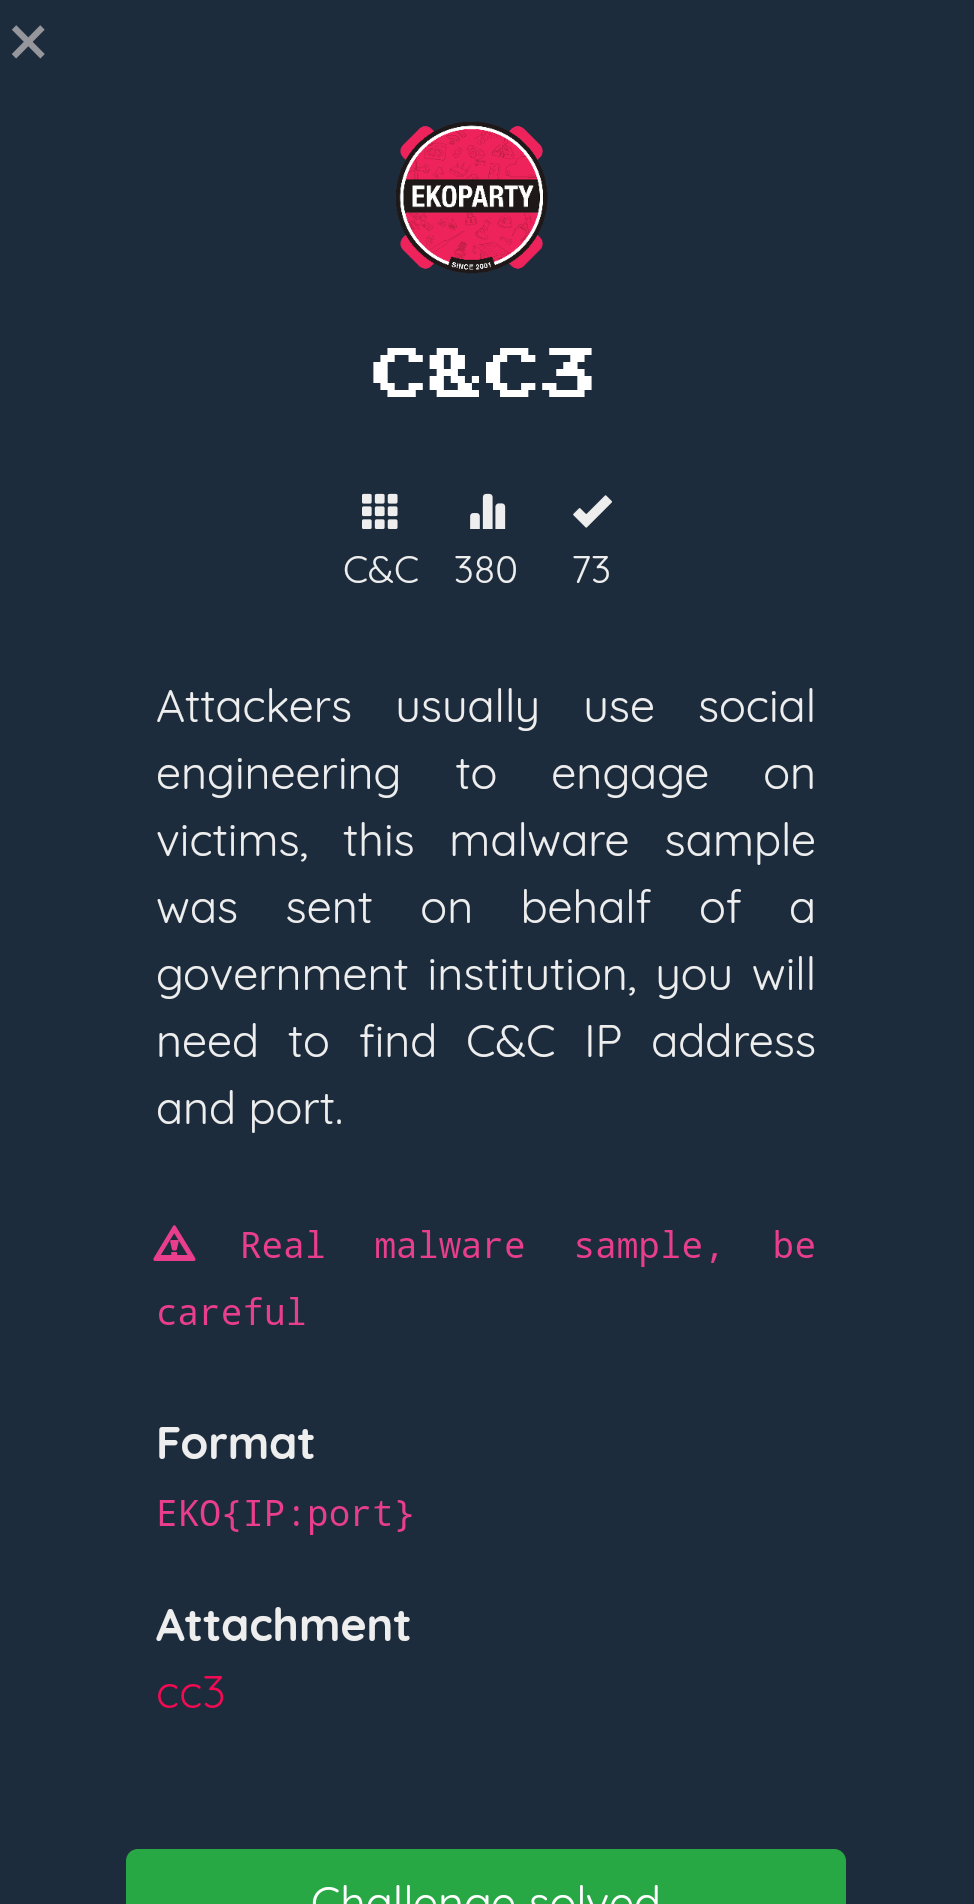 EKOPARTY
SINCE 2001
C&C3
C&C 380 73
Attackers usually use social
engineering to engage on
victims, this malware sample
was sent on behalf of a
government institution, you will
need to find C&C IP address
and port.
Real malware sample, be
careful
Format
EKO{IP:port}
Attachment
cc3
Challenge solved